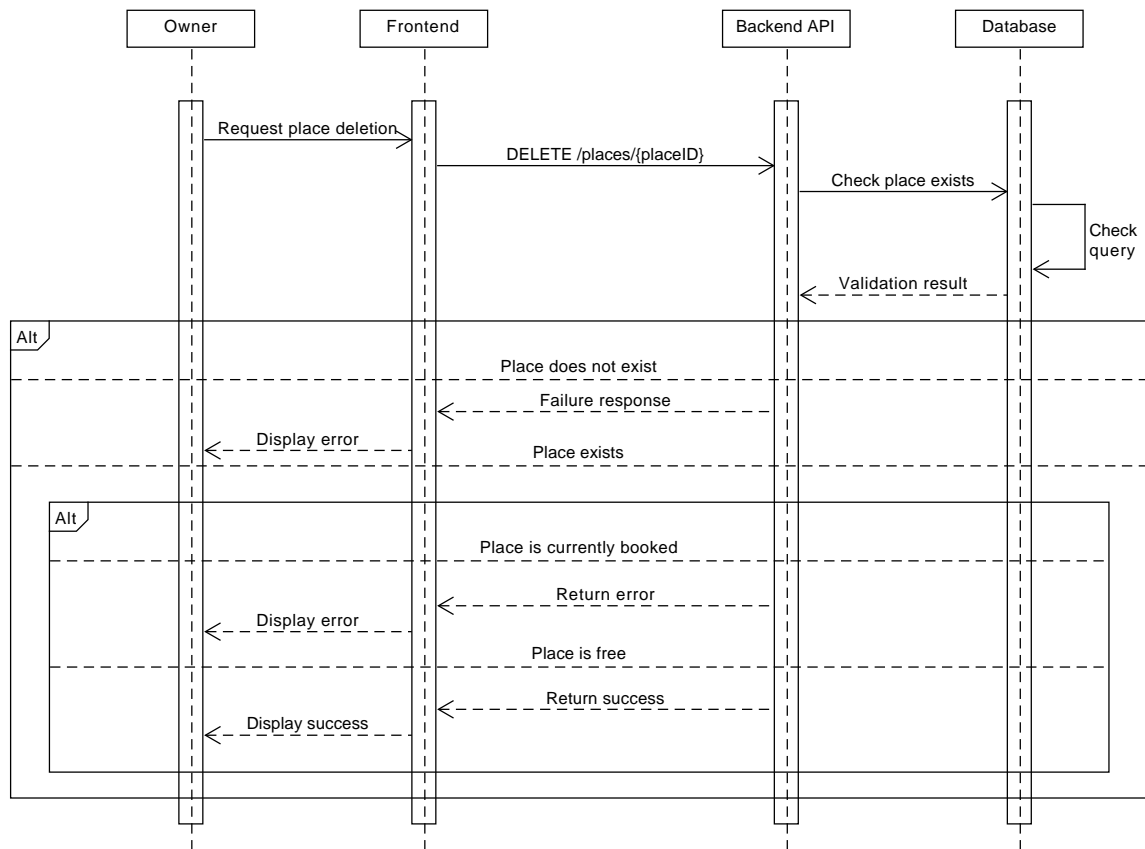 Owner
Frontend
Backend API
Database
Request place deletion
DELETE /places/{placeID}
Check place exists
Check
query
Validation result
Alt
Place does not exist
Failure response
Display error
Place exists
Alt
Place is currently booked
Return error
Display error
Place is free
Return success
Display success